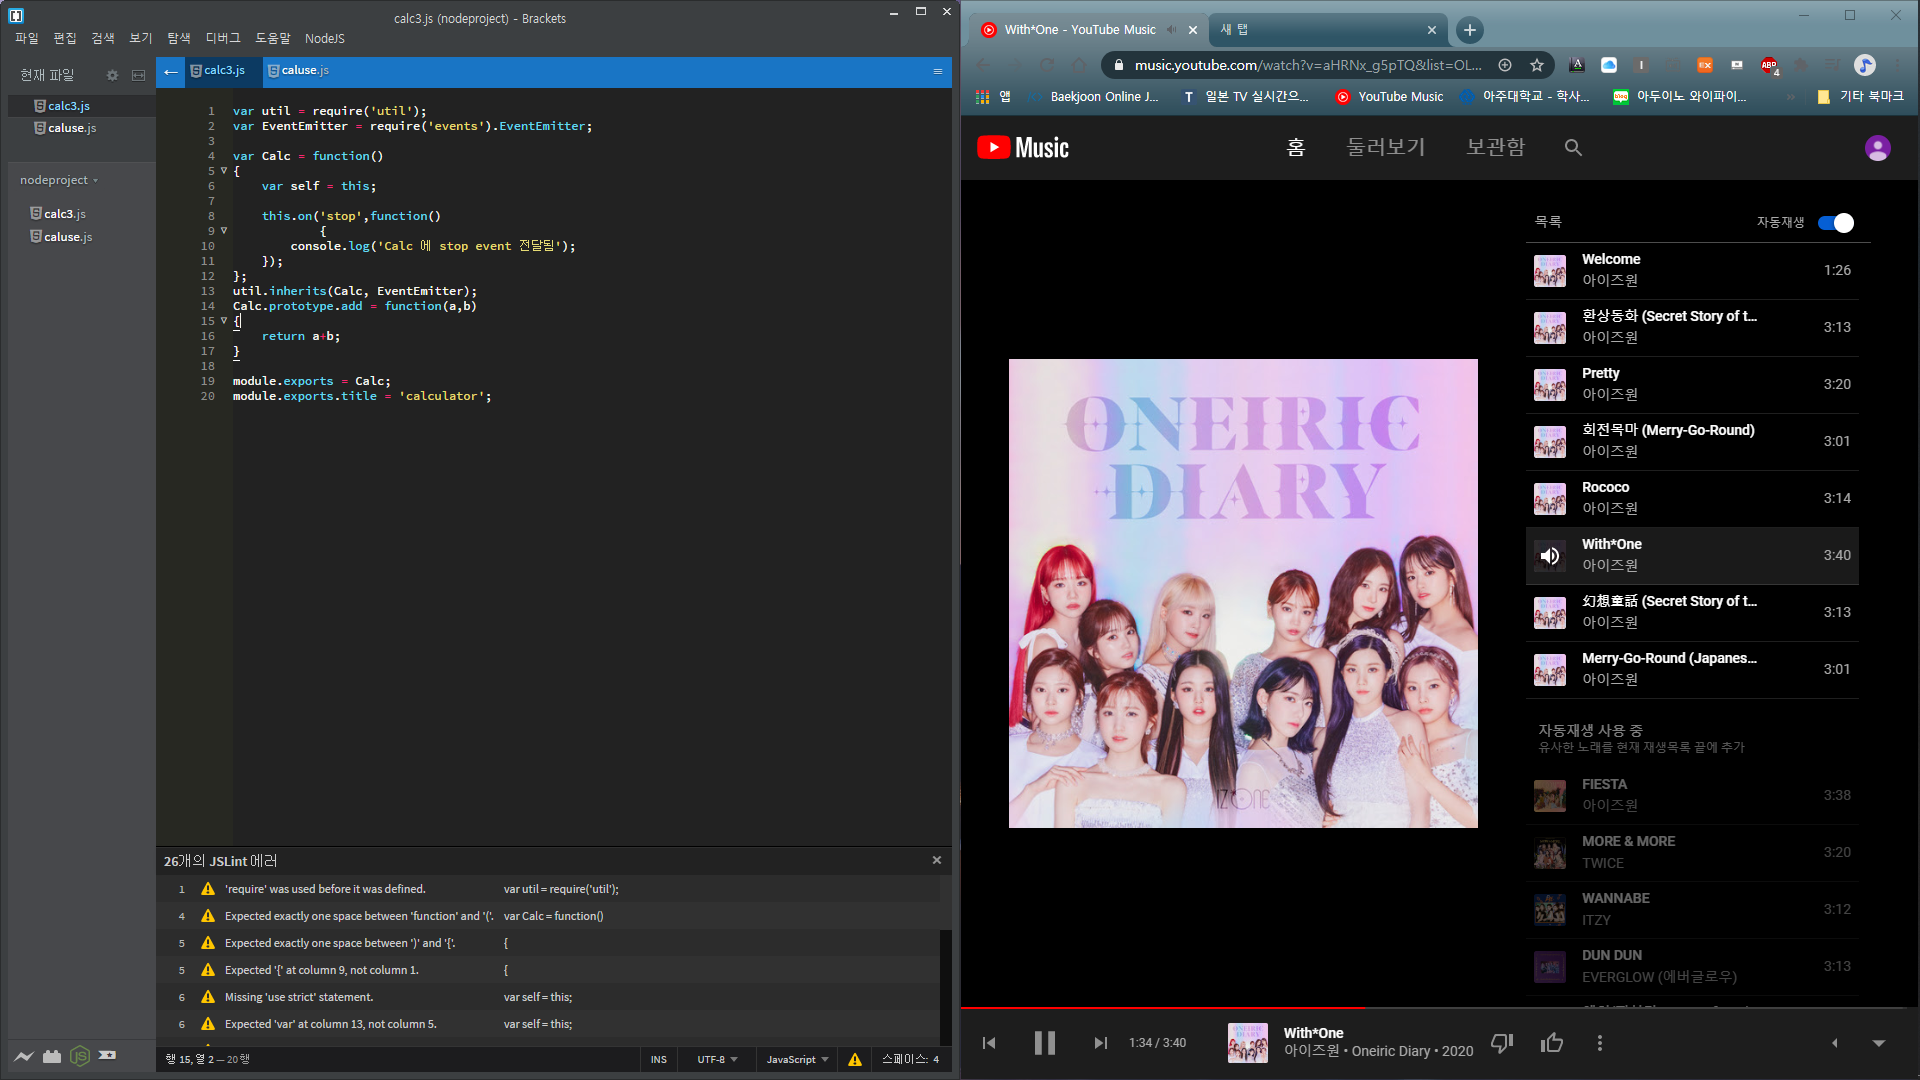 calc3.js (nodeproject) - Brackets
파일 편집 검색 보기 탐색 디버그 도움말 NodeJS
현재 파일
calc3.js
caluse.js
nodeproject
calc3.js
caluse.js
calc3.js caluse.js
1 var util = require('util');
2 var EventEmitter = require('events').EventEmitter;
3
4 var Calc = function()
5 {
6 var self = this;
7
8 this.on('stop',function()
9 {
10 console.log('Calc 에 stop event 전달됨');
11 });
12 };
13 util.inherits(Calc, EventEmitter);
14 Calc.prototype.add = function(a,b)
15 {
16 return a+b;
17 }
18
19 module.exports = Calc;
20 module.exports.title = 'calculator';
26개의 JSLint 에러
1 'require' was used before it was defined. var util = require('util');
4 Expected exactly one space between 'function' and '('. var Calc = function()
5 Expected exactly one space between ')' and '{'. {
5 Expected '{' at column 9, not column 1. {
6 Missing 'use strict' statement. var self = this;
6 Expected 'var' at column 13, not column 5. var self = this;
행 15, 열 2 — 20 행 INS UTF-8 JavaScript 스페이스: 4
With*One - YouTube Music 새 탭
music.youtube.com/watch?v=aHRNx_g5pTQ&list=OL...
앱 Baekjoon Online J... 일본 TV 실시간으... YouTube Music 아주대학교 - 학사... 아두이노 와이파이... 기타 북마크
Music 홈 둘러보기 보관함
목록 자동재생
Welcome
아이즈원 1:26
환상동화 (Secret Story of t...
아이즈원 3:13
Pretty
아이즈원 3:20
회전목마 (Merry-Go-Round)
아이즈원 3:01
Rococo
아이즈원 3:14
With*One
아이즈원 3:40
幻想童話 (Secret Story of t...
아이즈원 3:13
Merry-Go-Round (Japanes...
아이즈원 3:01
자동재생 사용 중
유사한 노래를 현재 재생목록 끝에 추가
FIESTA
아이즈원 3:38
MORE & MORE
TWICE 3:20
WANNABE
ITZY 3:12
DUN DUN
EVERGLOW (에버글로우) 3:13
ONEIRIC
DIARY
IZ*ONE
1:34 / 3:40
With*One
아이즈원 • Oneiric Diary • 2020